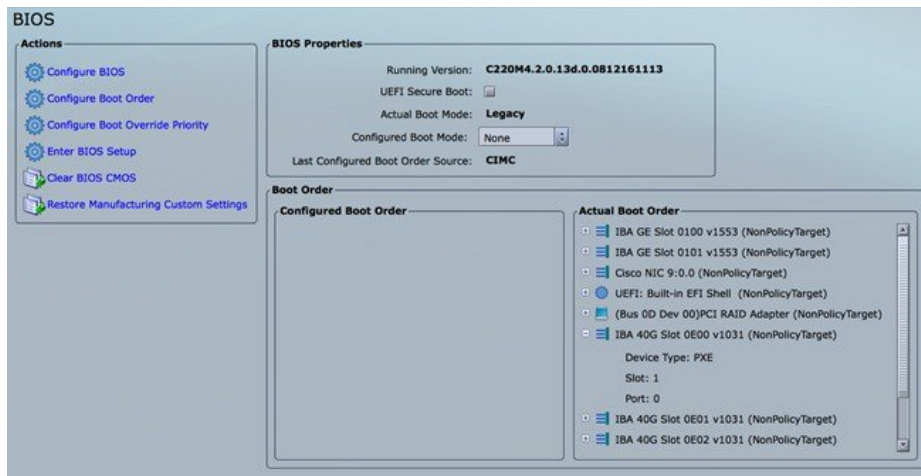 BIOS
Actions
Configure BIOS
Configure Boot Order
Configure Boot Override Priority
Enter BIOS Setup
Clear BIOS CMOS
Restore Manufacturing Custom Settings
BIOS Properties
Running Version: C220M4.2.0.13d.0.0812161113
UEFI Secure Boot:
Actual Boot Mode: Legacy
Configured Boot Mode: None
Last Configured Boot Order Source: CIMC
Boot Order
Configured Boot Order
Actual Boot Order
IBA GE Slot 0100 v1553 (NonPolicyTarget)
IBA GE Slot 0101 v1553 (NonPolicyTarget)
Cisco NIC 9:0.0 (NonPolicyTarget)
UEFI: Built-in EFI Shell (NonPolicyTarget)
(Bus 0D Dev 00)PCI RAID Adapter (NonPolicyTarget)
IBA 40G Slot 0E00 v1031 (NonPolicyTarget)
Device Type: PXE
Slot: 1
Port: 0
IBA 40G Slot 0E01 v1031 (NonPolicyTarget)
IBA 40G Slot 0E02 v1031 (NonPolicyTarget)